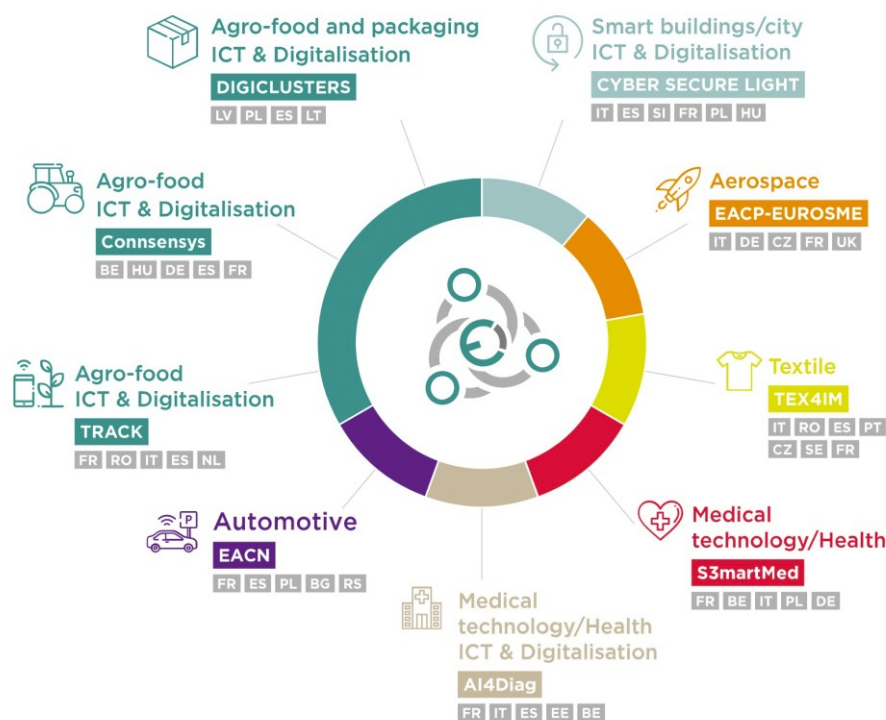 Agro-food and packaging
ICT & Digitalisation
DIGICLUSTERS
LV PL ES LT
Smart buildings/city
ICT & Digitalisation
CYBER SECURE LIGHT
IT ES SI FR PL HU
Agro-food
ICT & Digitalisation
Connsensys
BE HU DE ES FR
Aerospace
EACP-EUROSME
IT DE CZ FR UK
Agro-food
ICT & Digitalisation
TRACK
FR RO IT ES NL
Textile
TEX4IM
IT RO ES PT
CZ SE FR
P
Automotive
EACN
FR ES PL BG RS
Medical
technology/Health
S3martMed
FR BE IT PL DE
Medical
technology/Health
ICT & Digitalisation
AI4Diag
FR IT ES EE BE